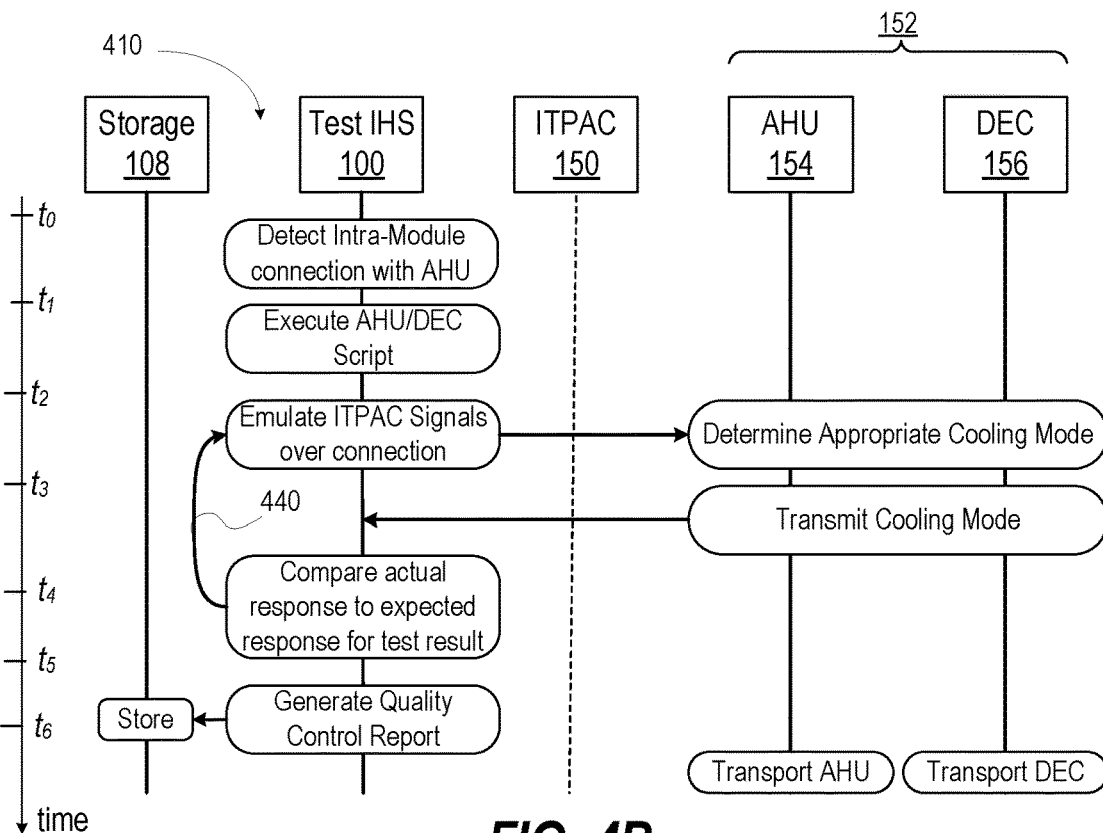 152
410
Storage
108
Test IHS
100
ITPAC
150
AHU
154
DEC
156
t0
Detect Intra-Module
connection with AHU
t1
Execute AHU/DEC
Script
t2
Emulate ITPAC Signals
over connection
Determine Appropriate Cooling Mode
t3
440
Transmit Cooling Mode
t4
Compare actual
response to expected
response for test result
t5
Generate Quality
Control Report
Store
t6
Transport AHU
Transport DEC
time
FIG. 4B